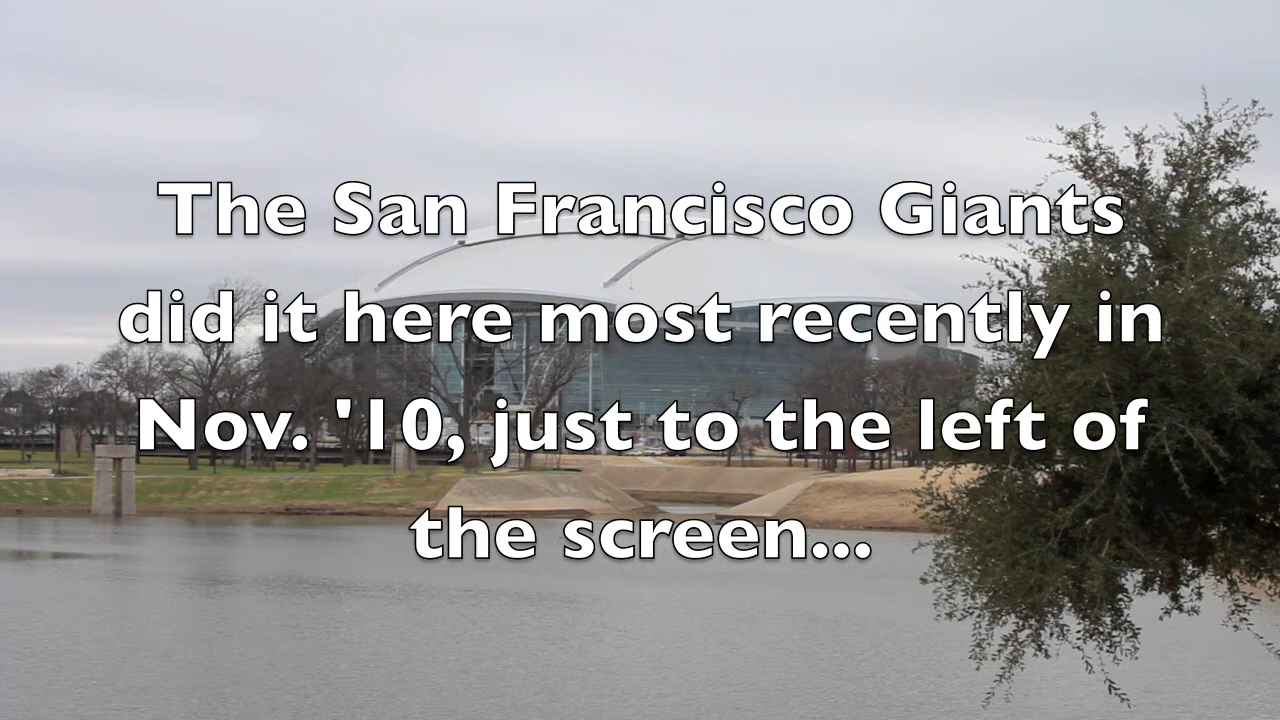 The San Francisco Giants
did it here most recently in
Nov. '10, just to the left of
the screen...